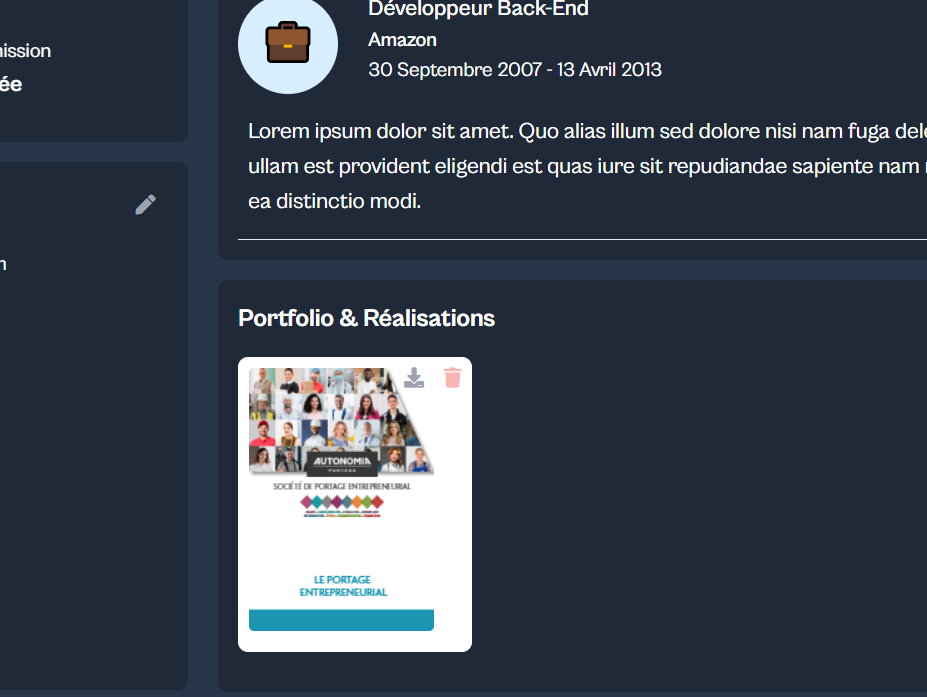 Développeur Back-End
Amazon
30 Septembre 2007 - 13 Avril 2013
ission
ée
Lorem ipsum dolor sit amet. Quo alias illum sed dolore nisi nam fuga dele
ullam est provident eligendi est quas iure sit repudiandae sapiente nam
ea distinctio modi.
n
Portfolio & Réalisations
AUTONOMIA
PORTAGE
SOCIÉTÉ DE PORTAGE ENTREPRENEURIAL
LE PORTAGE
ENTREPRENEURIAL